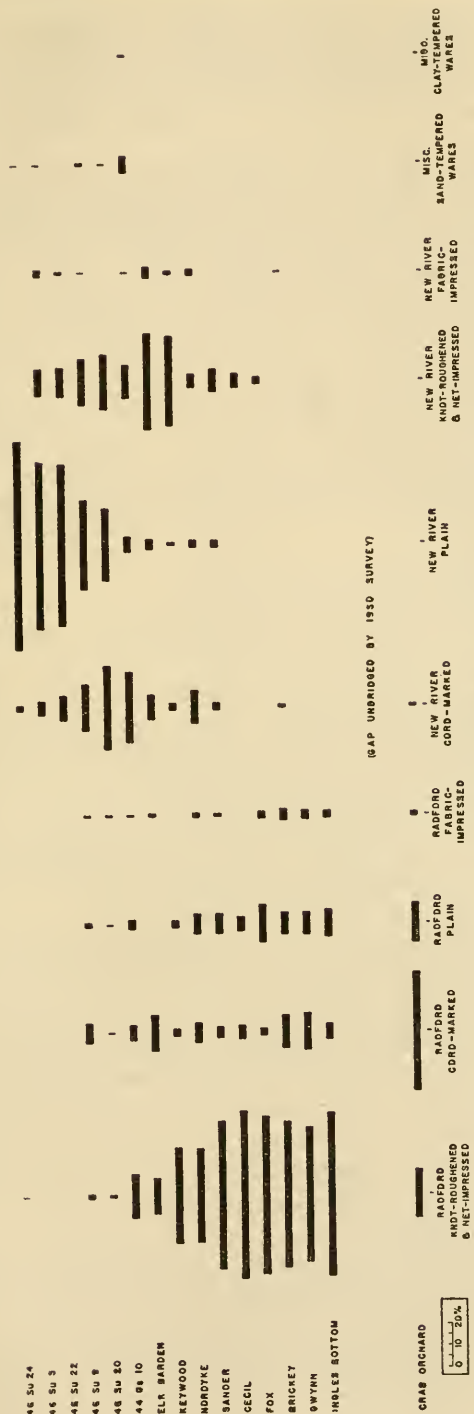 46 Su 24
46 Su 3
46 Su 22
46 Su 9
46 Su 20
44 Gs 10
ELK GARDEN
KEYWOOD
NORDYKE
SANDER
CECIL
FOX
BRICKEY
GWYNN
INGLES BOTTOM
(GAP UNBRIDGED BY 1950 SURVEY)
CRAB ORCHARD
0 10 20%
RADFORD
KNOT-ROUGHENED
& NET-IMPRESSED
RADFORD
CORD-MARKED
RADFORD
PLAIN
RADFORD
FABRIC-
IMPRESSED
NEW RIVER
CORD-MARKED
NEW RIVER
PLAIN
NEW RIVER
KNOT-ROUGHENED
& NET-IMPRESSED
NEW RIVER
FABRIC-
IMPRESSED
MISC.
SAND-TEMPERED
WARES
MISC.
CLAY-TEMPERED
WARES